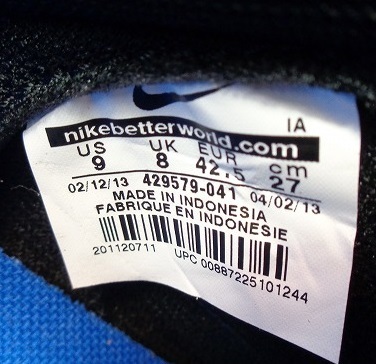 IA
nikebetterworld.com
US UK EUR cm
9 8 42.5 27
02/12/13 429579-041 04/02/13
MADE IN INDONESIA
FABRIQUE EN INDONESIE
201120711 UPC 00887225101244